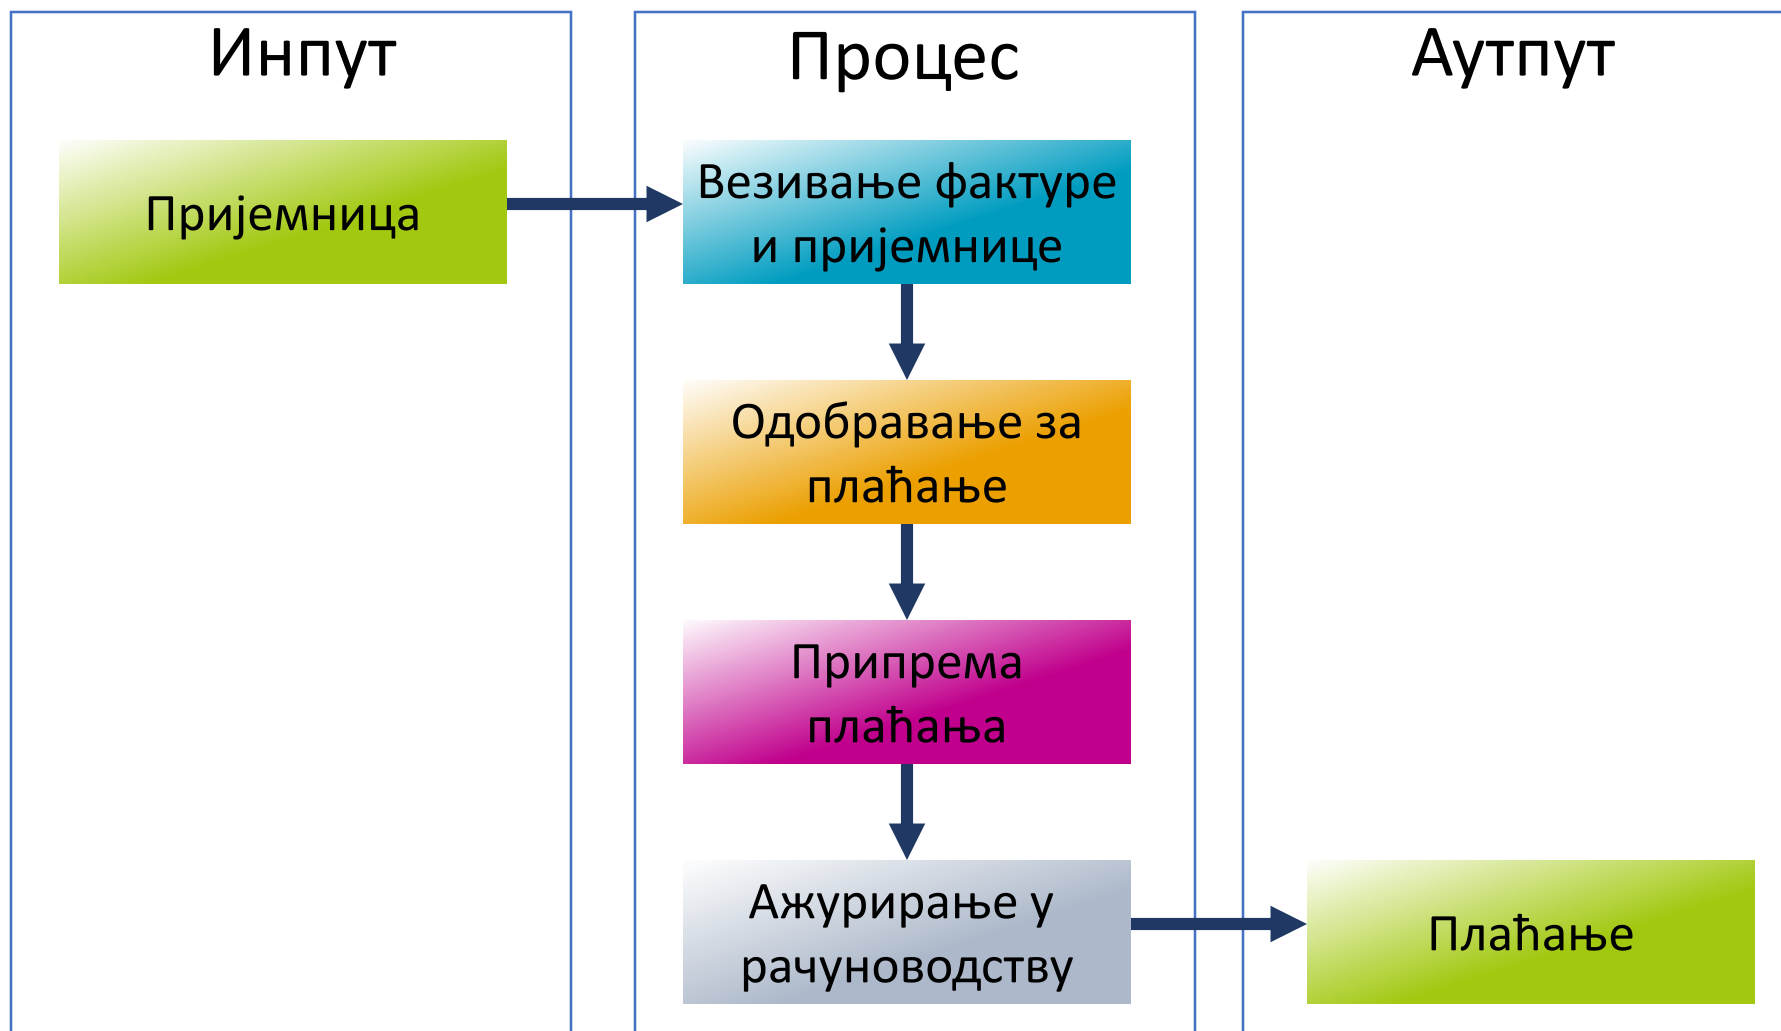 Инпут
Процес
Аутпут
Пријемница
Везивање фактуре
и пријемнице
Одобравање за
плаћање
Припрема
плаћања
Ажурирање у
рачуноводству
Плаћање